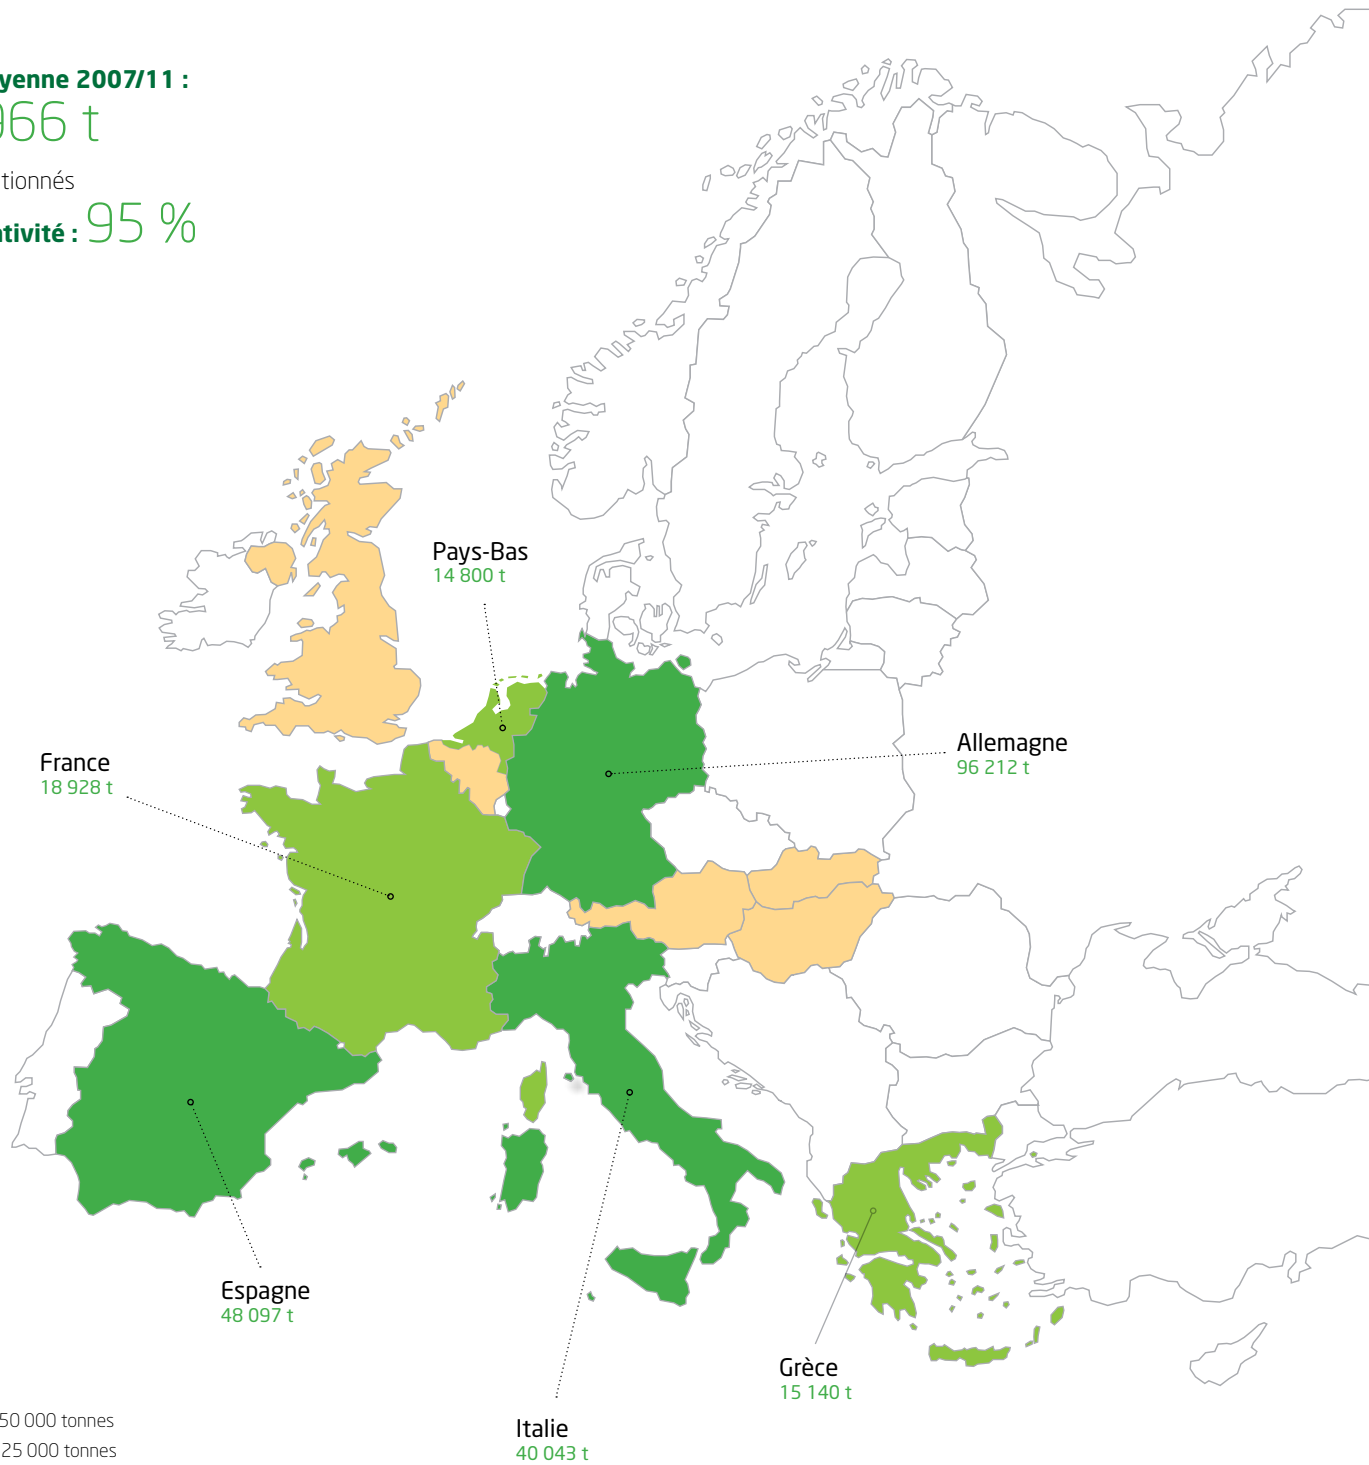 yenne 2007/11 :
966 t
tionnés
ativité : 95 %
Pays-Bas
14 800 t
France
18 928 t
Allemagne
96 212 t
Espagne
48 097 t
Grèce
15 140 t
Italie
40 043 t
50 000 tonnes
25 000 tonnes